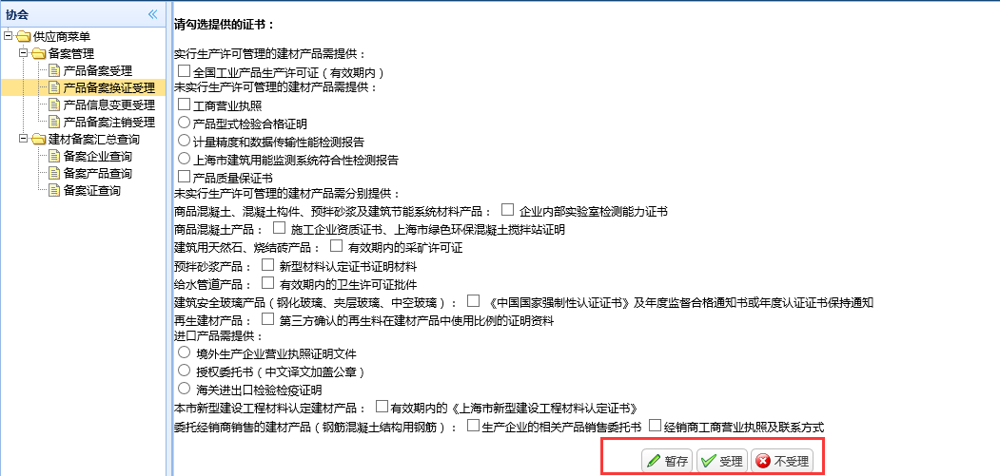 协会
供应商菜单
备案管理
产品备案受理
产品备案换证受理
产品信息变更受理
产品备案注销受理
建材备案汇总查询
备案企业查询
备案产品查询
备案证查询
请勾选提供的证书：
实行生产许可管理的建材产品需提供：
全国工业产品生产许可证（有效期内）
未实行生产许可管理的建材产品需提供：
工商营业执照
产品型式检验合格证明
计量精度和数据传输性能检测报告
上海市建筑用能监测系统符合性检测报告
产品质量保证书
未实行生产许可管理的建材产品需分别提供：
商品混凝土、混凝土构件、预拌砂浆及建筑节能系统材料产品： 企业内部实验室检测能力证书
商品混凝土产品： 施工企业资质证书、上海市绿色环保混凝土搅拌站证明
建筑用天然石、烧结砖产品： 有效期内的采矿许可证
预拌砂浆产品： 新型材料认定证书证明材料
给水管道产品： 有效期内的卫生许可证批件
建筑安全玻璃产品（钢化玻璃、夹层玻璃、中空玻璃）： 《中国国家强制性认证证书》及年度监督合格通知书或年度认证证书保持通知
再生建材产品： 第三方确认的再生料在建材产品中使用比例的证明资料
进口产品需提供：
境外生产企业营业执照证明文件
授权委托书（中文译文加盖公章）
海关进出口检验检疫证明
本市新型建设工程材料认定建材产品： 有效期内的《上海市新型建设工程材料认定证书》
委托经销商销售的建材产品（钢筋混凝土结构用钢筋）： 生产企业的相关产品销售委托书 经销商工商营业执照及联系方式
暂存 受理 不受理